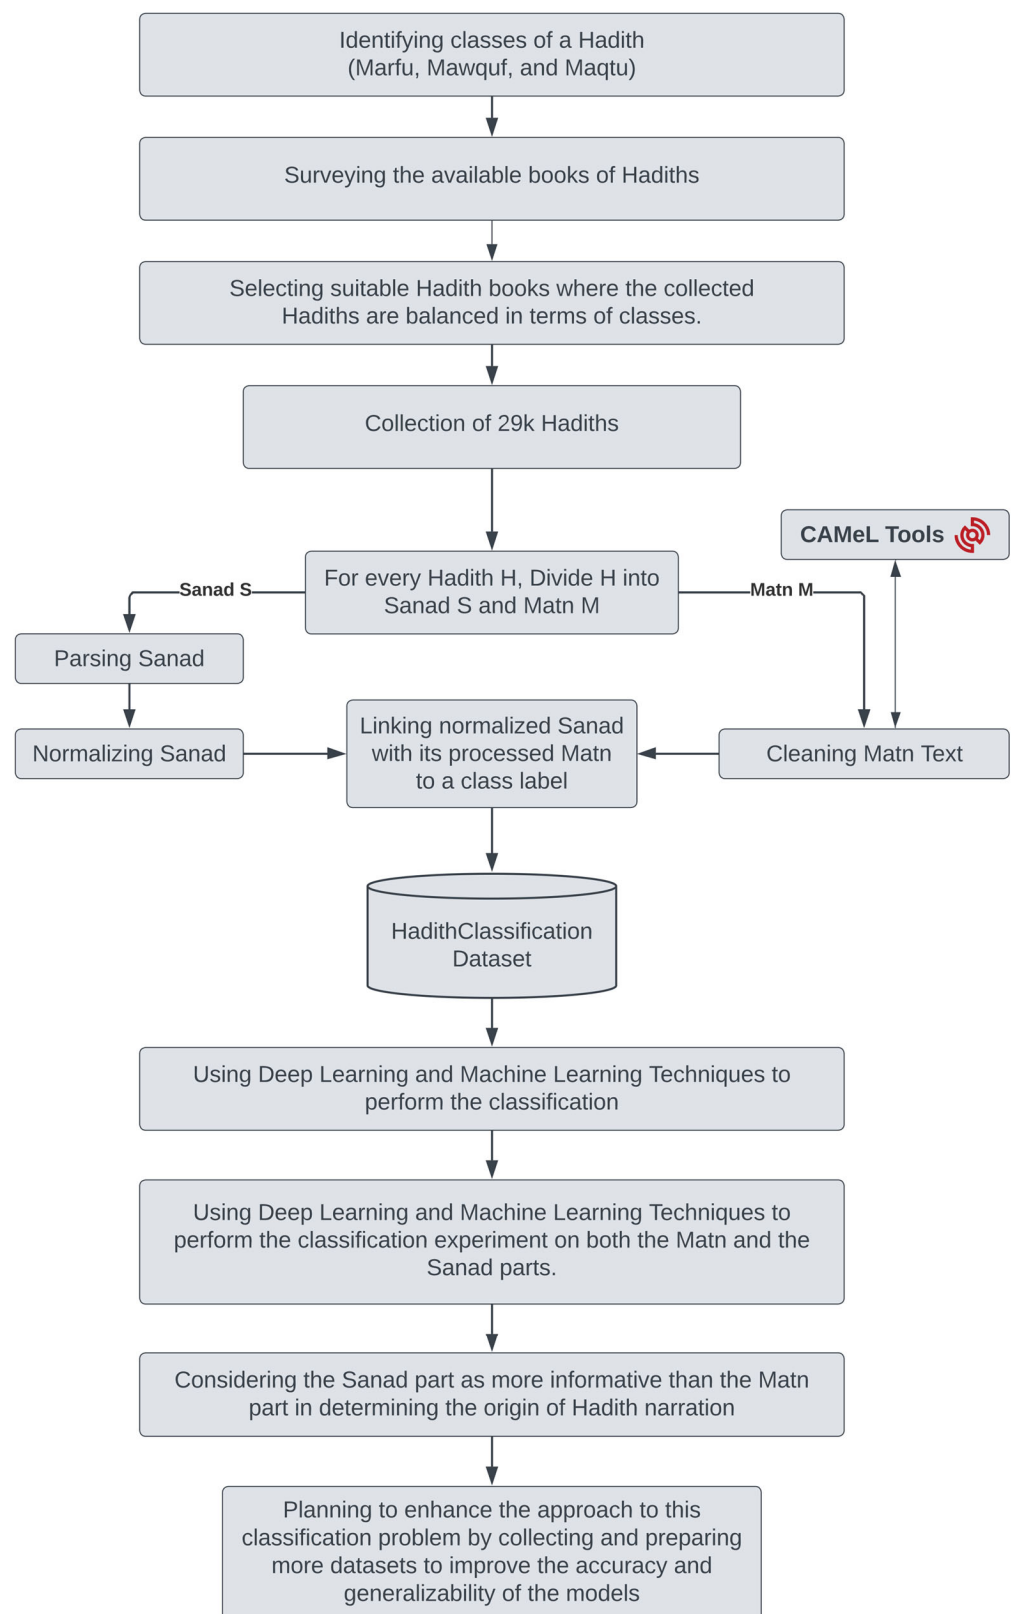 Identifying classes of a Hadith
(Marfu, Mawquf, and Maqtu)
Surveying the available books of Hadiths
Selecting suitable Hadith books where the collected
Hadiths are balanced in terms of classes.
Collection of 29k Hadiths
CAMeL Tools
For every Hadith H, Divide H into
Sanad S and Matn M
Sanad S
Matn M
Parsing Sanad
Normalizing Sanad
Linking normalized Sanad
with its processed Matn
to a class label
Cleaning Matn Text
HadithClassification
Dataset
Using Deep Learning and Machine Learning Techniques to
perform the classification
Using Deep Learning and Machine Learning Techniques to
perform the classification experiment on both the Matn and the
Sanad parts.
Considering the Sanad part as more informative than the Matn
part in determining the origin of Hadith narration
Planning to enhance the approach to this
classification problem by collecting and preparing
more datasets to improve the accuracy and
generalizability of the models